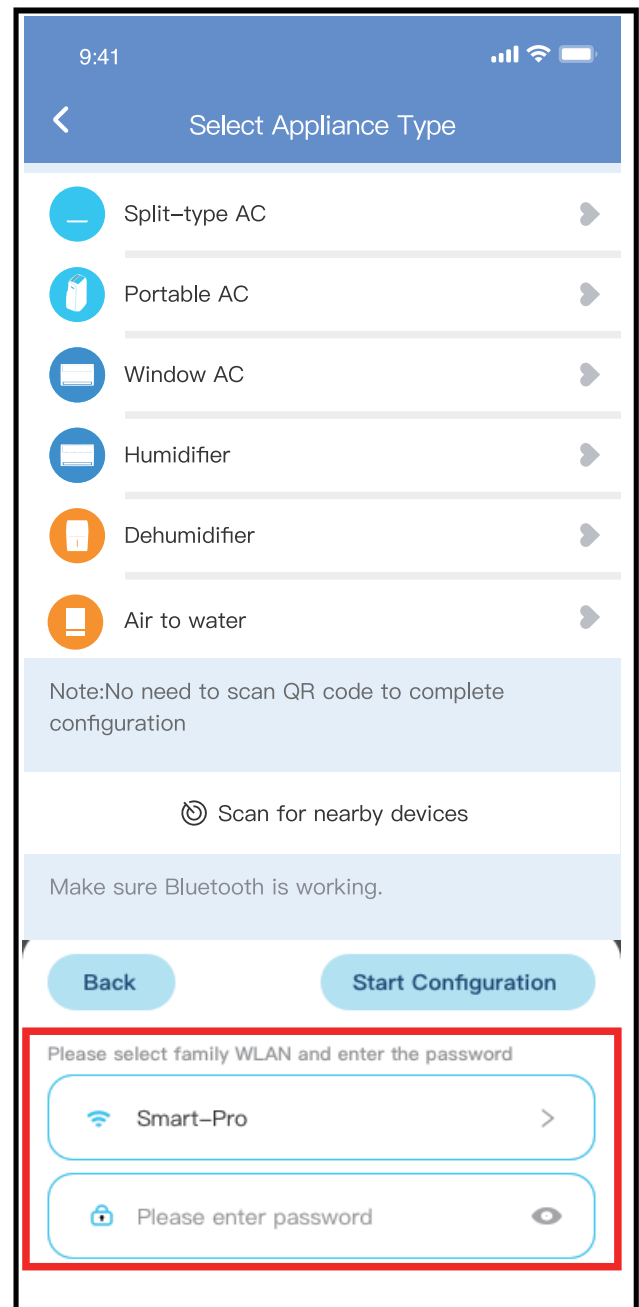 9:41
Select Appliance Type
Split–type AC
Portable AC
Window AC
Humidifier
Dehumidifier
Air to water
Note:No need to scan QR code to complete
configuration
Scan for nearby devices
Make sure Bluetooth is working.
Back
Start Configuration
Please select family WLAN and enter the password
Smart–Pro
Please enter password